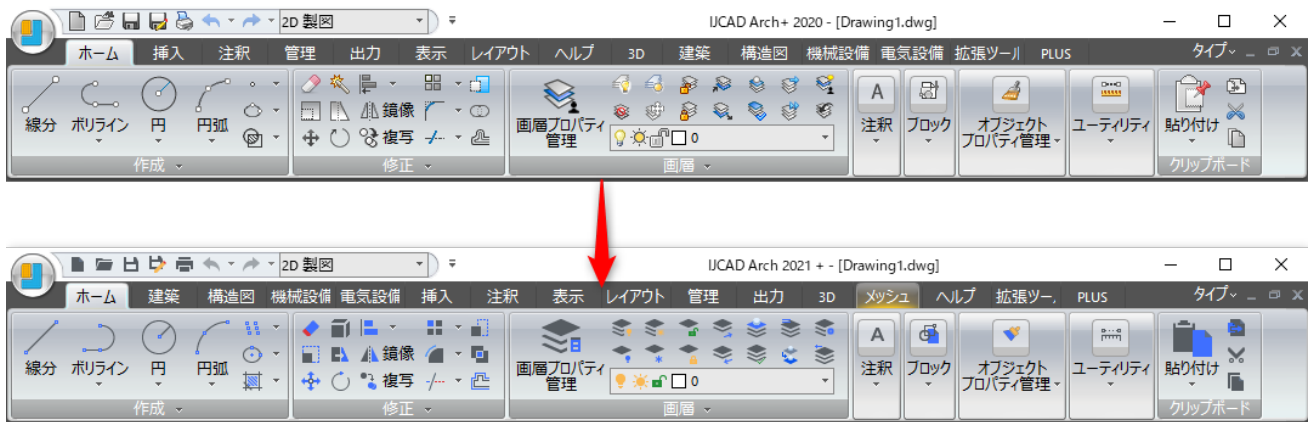 2D 製図 IJCAD Arch+ 2020 - [Drawing1.dwg]
ホーム 挿入 注釈 管理 出力 表示 レイアウト ヘルプ 3D 建築 構造図 機械設備 電気設備 拡張ツール PLUS タイプ
線分 ポリライン 円 円弧 鏡像 複写 画層プロパティ管理 0 注釈 ブロック オブジェクトプロパティ管理 ユーティリティ 貼り付け
作成 修正 画層 クリップボード
2D 製図 IJCAD Arch 2021 + - [Drawing1.dwg]
ホーム 建築 構造図 機械設備 電気設備 挿入 注釈 表示 レイアウト 管理 出力 3D メッシュ ヘルプ 拡張ツー. PLUS タイプ
線分 ポリライン 円 円弧 鏡像 複写 画層プロパティ管理 0 注釈 ブロック オブジェクトプロパティ管理 ユーティリティ 貼り付け
作成 修正 画層 クリップボード